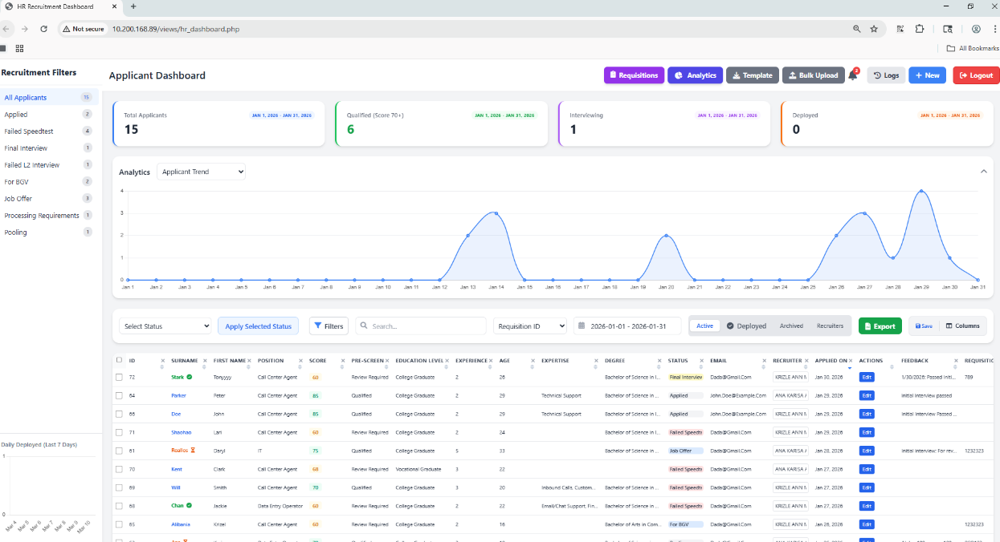 HR Recruitment Dashboard
Not secure 10.200.168.89/views/hr_dashboard.php
All Bookmarks
Recruitment Filters
All Applicants 15
Applied 2
Failed Speedtest 4
Final Interview 1
Failed L2 Interview 1
For BGV 2
Job Offer 3
Processing Requirements 1
Pooling 1
Daily Deployed (Last 7 Days)
1
0
Mar 4 Mar 5 Mar 6 Mar 7 Mar 8 Mar 9 Mar 10
Applicant Dashboard
Requisitions Analytics Template Bulk Upload 2 Logs + New Logout
Total Applicants JAN 1, 2026 - JAN 31, 2026
15
Qualified (Score 70+) JAN 1, 2026 - JAN 31, 2026
6
Interviewing JAN 1, 2026 - JAN 31, 2026
1
Deployed JAN 1, 2026 - JAN 31, 2026
0
Analytics Applicant Trend
4
3
2
1
0
Jan 1 Jan 2 Jan 3 Jan 4 Jan 5 Jan 6 Jan 7 Jan 8 Jan 9 Jan 10 Jan 11 Jan 12 Jan 13 Jan 14 Jan 15 Jan 16 Jan 17 Jan 18 Jan 19 Jan 20 Jan 21 Jan 22 Jan 23 Jan 24 Jan 25 Jan 26 Jan 27 Jan 28 Jan 29 Jan 30 Jan 31
Select Status Apply Selected Status Filters Search... Requisition ID 2026-01-01 - 2026-01-31 Active Deployed Archived Recruiters Export Save Columns
ID SURNAME FIRST NAME POSITION SCORE PRE-SCREEN EDUCATION LEVEL EXPERIENCE AGE EXPERTISE DEGREE STATUS EMAIL RECRUITER APPLIED ON ACTIONS FEEDBACK REQUISITIO
72 Stark Tonyyyy Call Center Agent 60 Review Required College Graduate 2 26 Bachelor of Science in I... Final Interview Dada@Gmail.Com KRIZLE ANN M Jan 30, 2026 Edit 1/30/2026: Passed Initi... 789
64 Parker Peter Call Center Agent 85 Qualified College Graduate 2 29 Technical Support Bachelor of Science in I... Applied John.Doe@Example.Com ANA KARISA A Jan 29, 2026 Edit Initial Interview passed
66 Doe John Call Center Agent 85 Qualified College Graduate 2 29 Technical Support Bachelor of Science in I... Applied John.Doe@Example.Com ANA KARISA A Jan 29, 2026 Edit Initial Interview Passed ...
71 Shaohao Lari Call Center Agent 60 Review Required College Graduate 2 24 Bachelor of Science in I... Failed Speedte Dada@Gmail.Com KRIZLE ANN M Jan 29, 2026 Edit
61 Roallos Daryl IT 75 Qualified College Graduate 5 33 Bachelor of Science in I... Job Offer Dada@Gmail.Com ANA KARISA A Jan 28, 2026 Edit Initial Interview: For rev... 1232323
70 Kent Clark Call Center Agent 68 Review Required Vocational Graduate 3 22 Failed Speedte Dada@Gmail.Com ANA KARISA A Jan 27, 2026 Edit
69 Will Smith Call Center Agent 70 Qualified College Graduate 3 20 Inbound Calls, Custom... Bachelor of Science in ... Failed Speedte Dada@Gmail.Com KRIZLE ANN M Jan 27, 2026 Edit
68 Chan Jackie Data Entry Operator 60 Review Required College Graduate 2 22 Email/Chat Support, Fin... Bachelor of Science in ... Failed Speedte Dada@Gmail.Com KRIZLE ANN M Jan 27, 2026 Edit
65 Alibania Krizel Call Center Agent 60 Review Required College Graduate 2 16 Bachelor of Arts in Com... For BGV Dada@Gmail.Com KRIZLE ANN M Jan 26, 2026 Edit 1232323